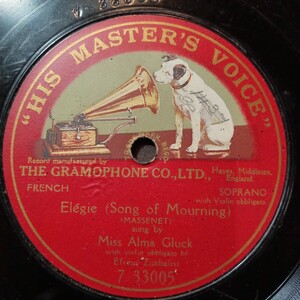 "HIS MASTER'S VOICE"
Record manufactured by
THE GRAMOPHONE CO., LTD., Hayes, Middlesex, England.
FRENCH
SOPRANO
with Violin obbligato
Elégie (Song of Mourning)
(MASSENET)
sung by
Miss Alma Gluck
with violin obbligato by
Efrem Zimbalist
7-33005